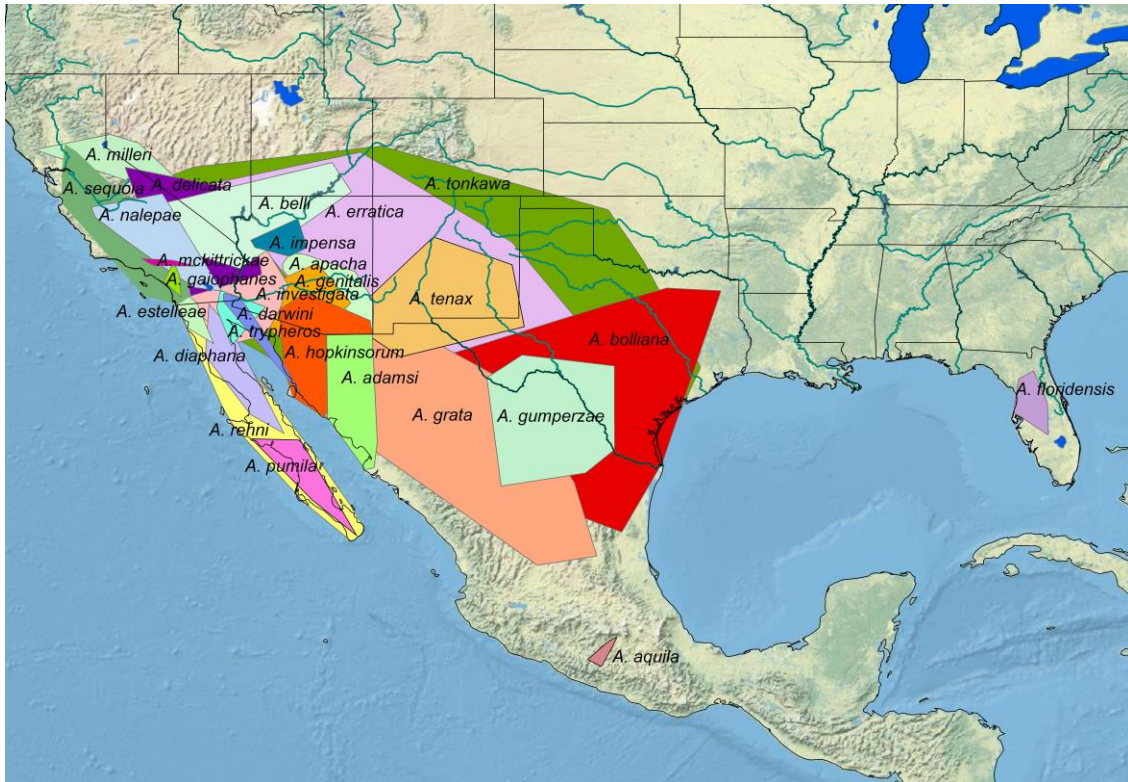 A. milleri
A. sequoia
A. delicata
A. tonkawa
A. nalepae
A. belli
A. erratica
A. impensa
A. mckittrickae
A. apacha
A. gaiophanes
A. genitalis
A. investigata
A. tenax
A. estelleae
A. darwini
A. trypheros
A. bolliana
A. diaphana
A. hopkinsorum
A. adamsi
A. floridensis
A. grata
A. gumperzae
A. rehni
A. pumila
A. aquila